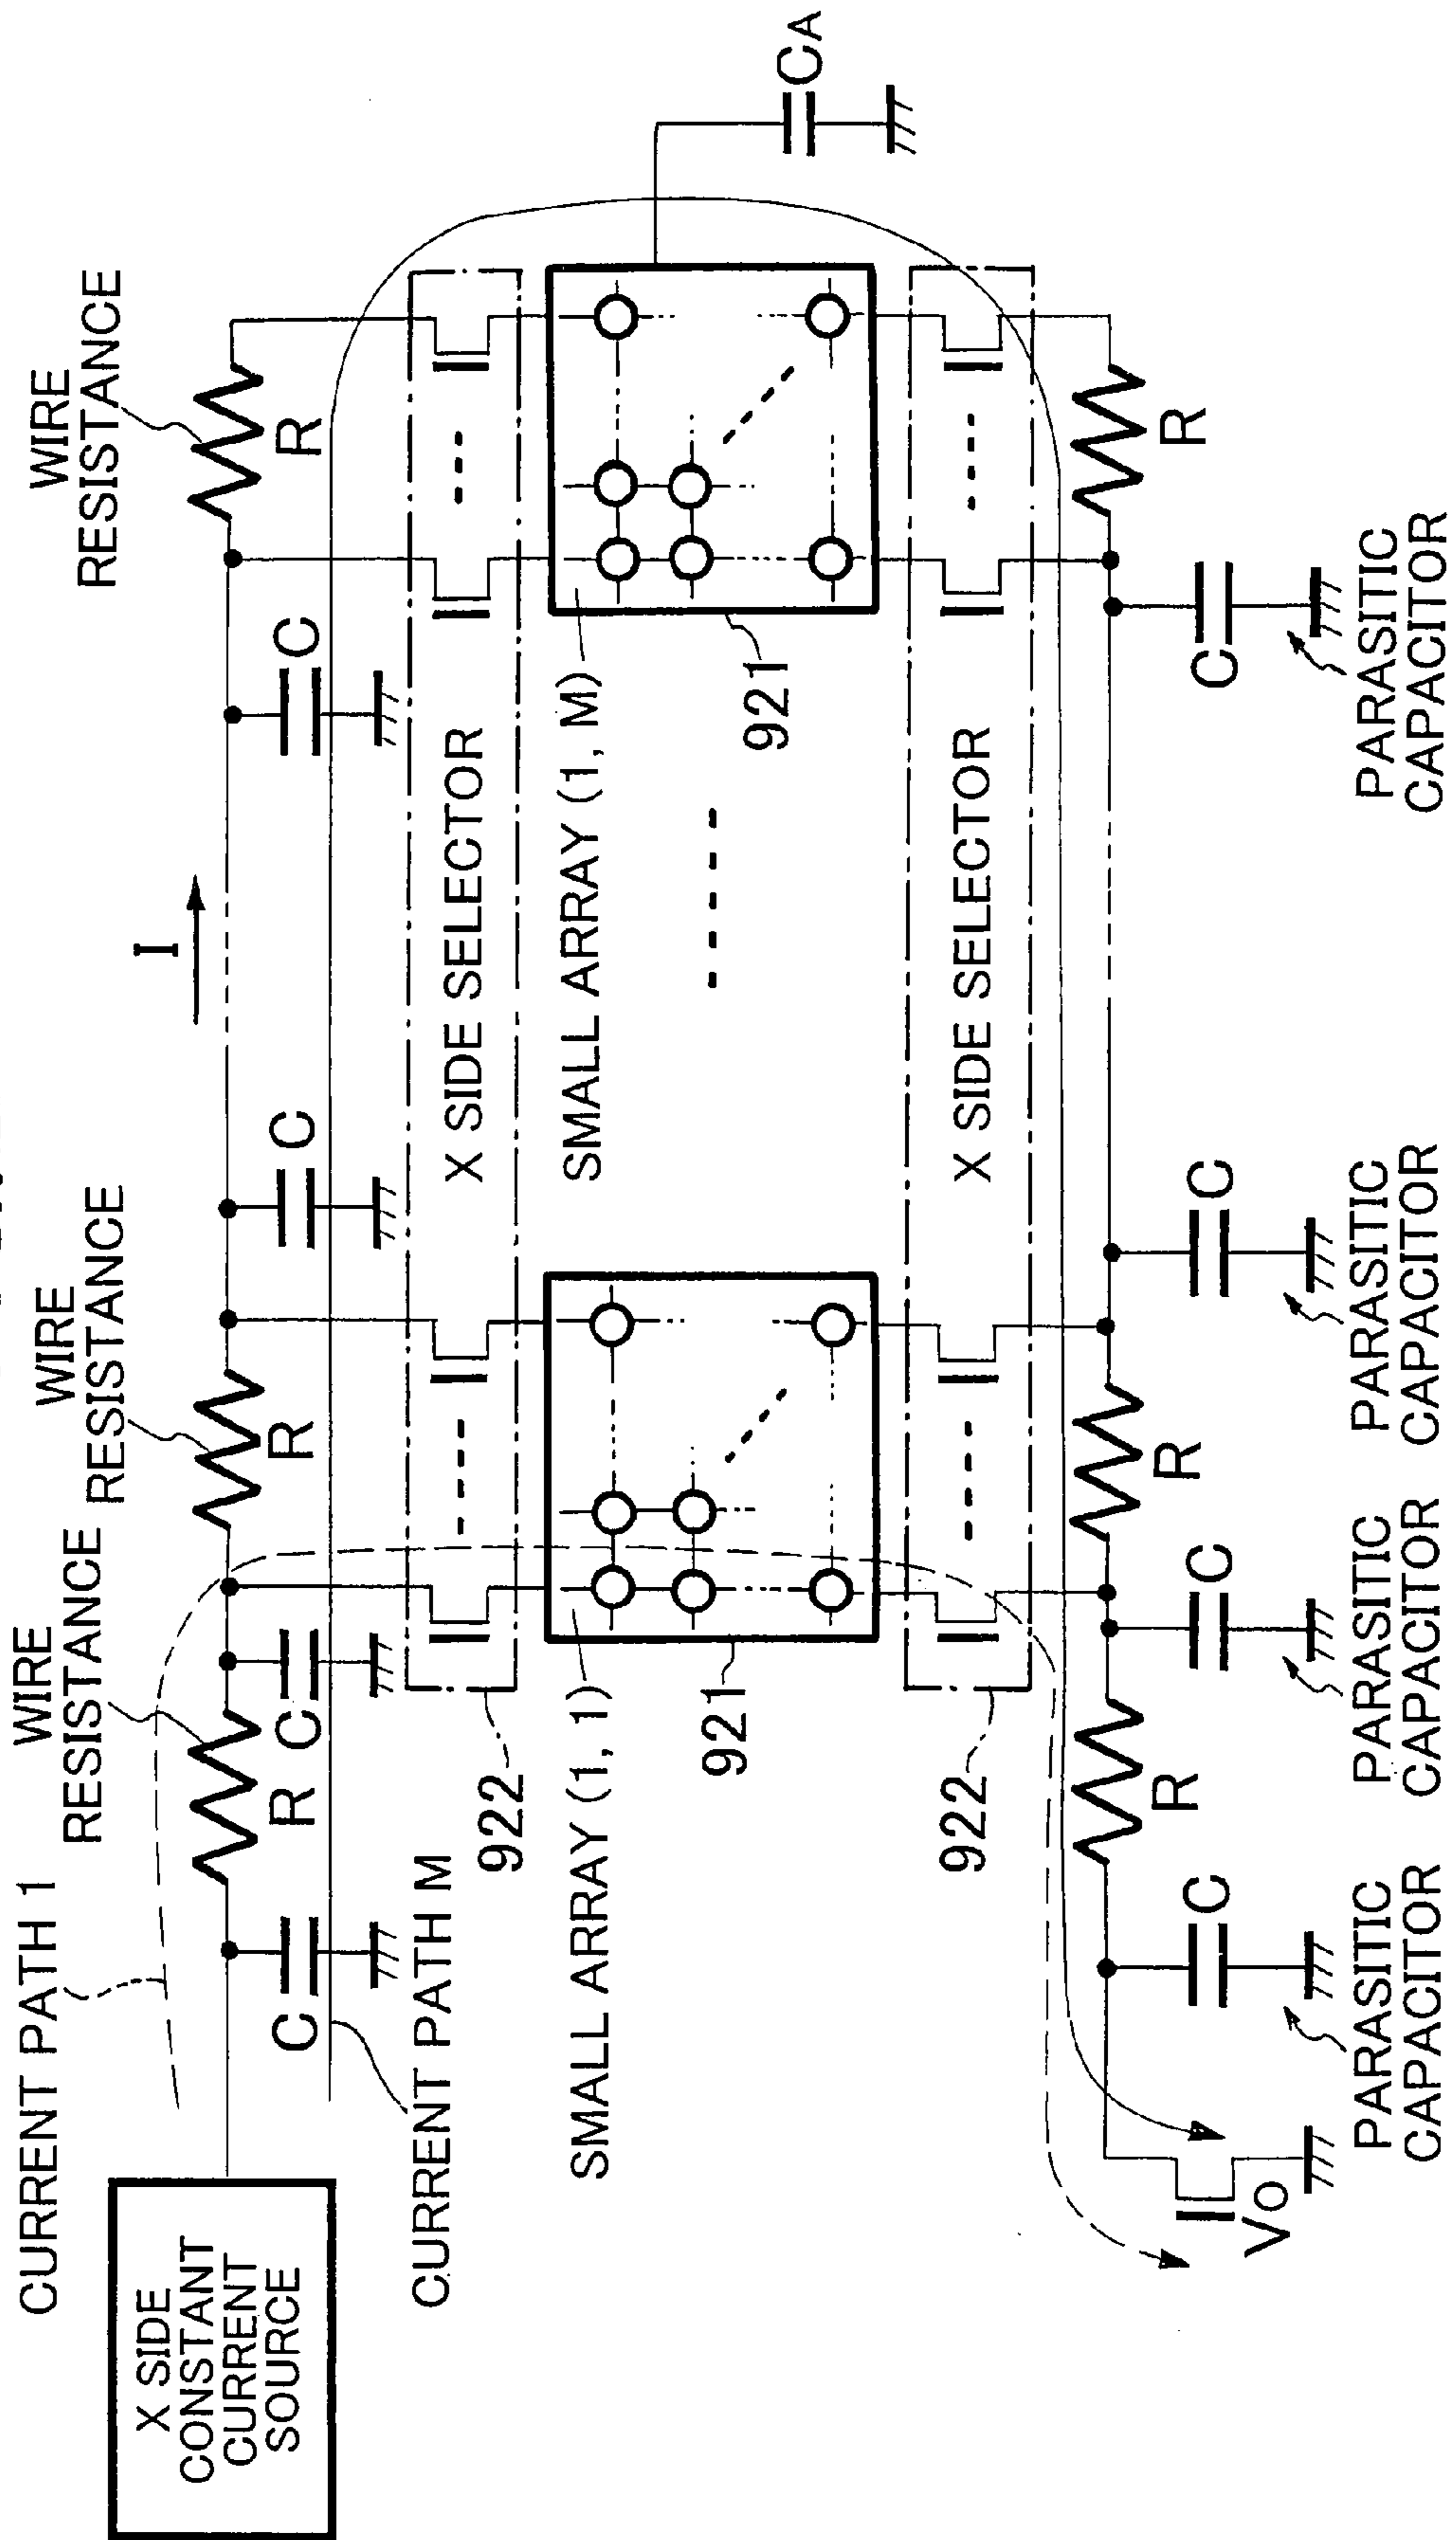 CURRENT PATH 1
WIRE
RESISTANCE
WIRE
RESISTANCE
WIRE
RESISTANCE
X SIDE
CONSTANT
CURRENT
SOURCE
I
R
R
R
C
C
C
C
CURRENT PATH M
922
X SIDE SELECTOR
SMALL ARRAY (1, 1)
SMALL ARRAY (1, M)
921
921
CA
922
X SIDE SELECTOR
R
R
R
VO
C
C
C
C
PARASITIC
CAPACITOR
PARASITIC
CAPACITOR
PARASITIC
CAPACITOR
PARASITIC
CAPACITOR